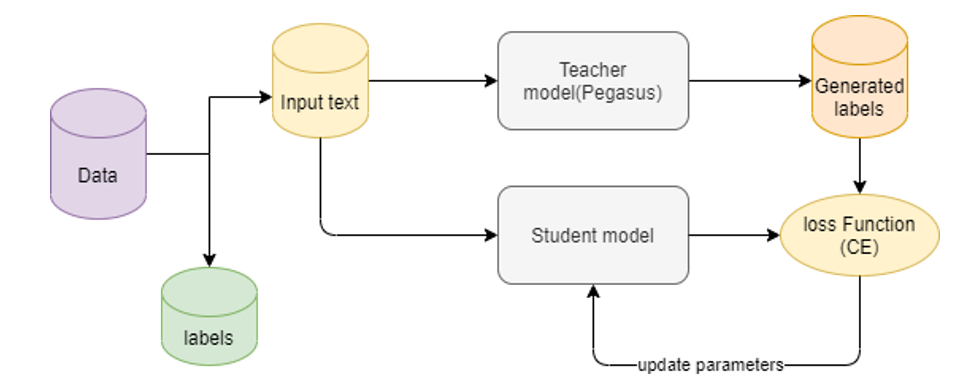 Data
Input text
labels
Teacher
model(Pegasus)
Generated
labels
Student model
loss Function
(CE)
update parameters